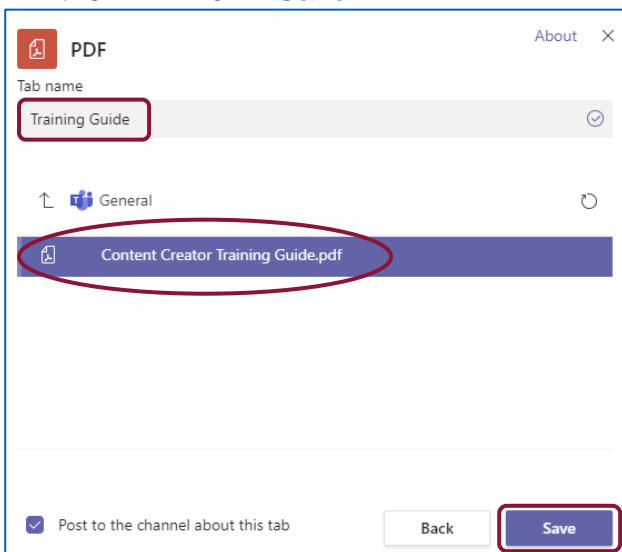 PDF
About
Tab name
Training Guide
General
Content Creator Training Guide.pdf
Post to the channel about this tab
Back
Save